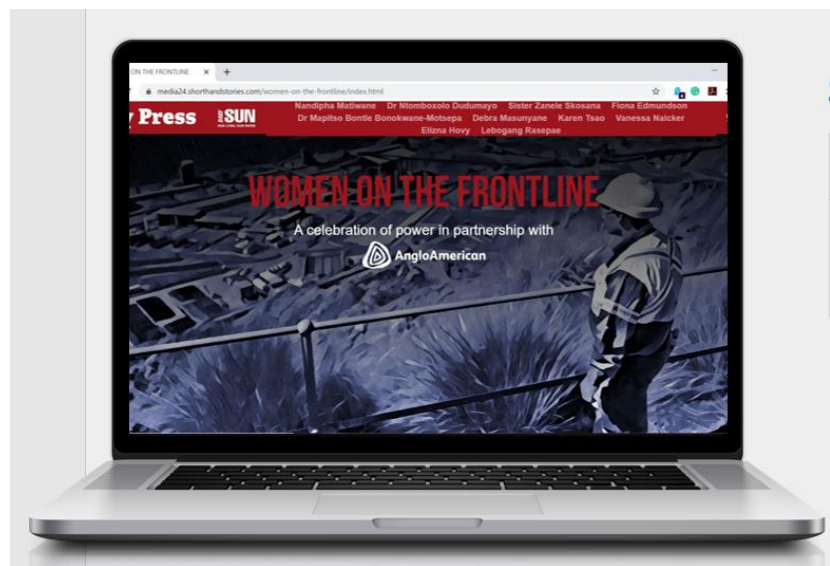 ON THE FRONTLINE × +
media24.shorthandstories.com/women-on-the-frontline/index.html
y Press SUN
Nandipha Matiwane Dr Ntomboxolo Dudumayo Sister Zanele Skosana Fiona Edmundson
Dr Mapitso Bontle Bonokwane-Motsepa Debra Masunyane Karen Tsao Vanessa Naicker
Elizna Hovy Lebogang Rasepae
WOMEN ON THE FRONTLINE
A celebration of power in partnership with
AngloAmerican